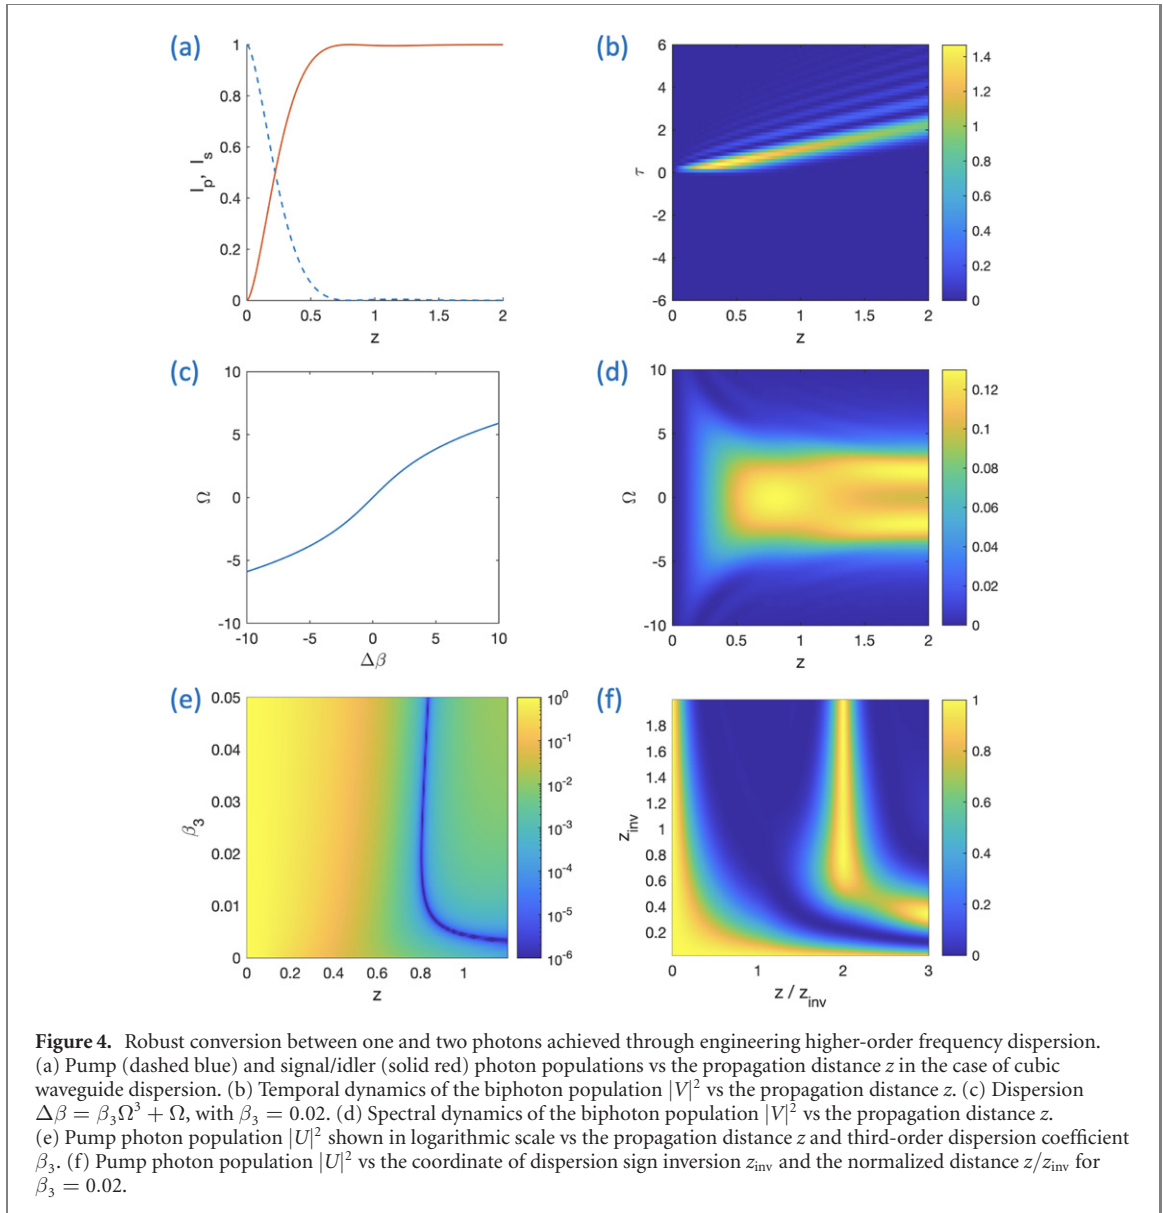 (a)
1
0.8
0.6
0.4
0.2
0
I_p, I_s
0 0.5 1 1.5 2
z
(b)
6
4
2
0
-2
-4
-6
τ
0 0.5 1 1.5 2
z
1.4
1.2
1
0.8
0.6
0.4
0.2
0
(c)
10
5
0
-5
-10
Ω
-10 -5 0 5 10
Δβ
(d)
10
5
0
-5
-10
Ω
0 0.5 1 1.5 2
z
0.12
0.1
0.08
0.06
0.04
0.02
0
(e)
0.05
0.04
0.03
0.02
0.01
0
β_3
0 0.2 0.4 0.6 0.8 1
z
10^0
10^-1
10^-2
10^-3
10^-4
10^-5
10^-6
(f)
1.8
1.6
1.4
1.2
1
0.8
0.6
0.4
0.2
z_inv
0 1 2 3
z / z_inv
1
0.8
0.6
0.4
0.2
0
Figure 4. Robust conversion between one and two photons achieved through engineering higher-order frequency dispersion.
(a) Pump (dashed blue) and signal/idler (solid red) photon populations vs the propagation distance z in the case of cubic
waveguide dispersion. (b) Temporal dynamics of the biphoton population |V|² vs the propagation distance z. (c) Dispersion
Δβ = β₃Ω³ + Ω, with β₃ = 0.02. (d) Spectral dynamics of the biphoton population |V|² vs the propagation distance z.
(e) Pump photon population |U|² shown in logarithmic scale vs the propagation distance z and third-order dispersion coefficient
β₃. (f) Pump photon population |U|² vs the coordinate of dispersion sign inversion z_inv and the normalized distance z/z_inv for
β₃ = 0.02.